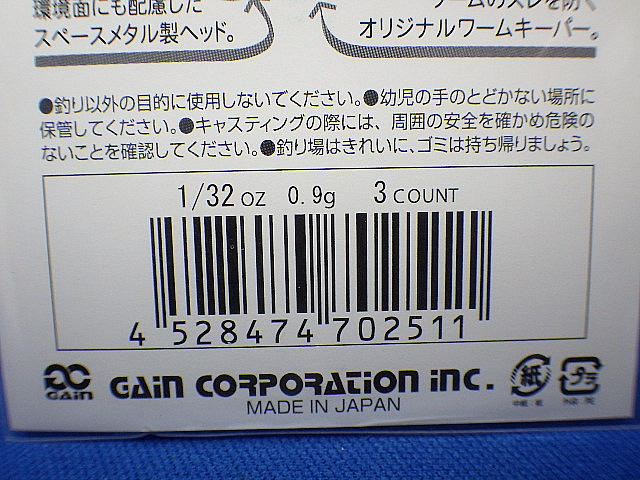 環境面にも配慮した
スペースメタル製ヘッド。
ワームのズレを防ぐ
オリジナルワームキーパー。
●釣り以外の目的に使用しないでください。●幼児の手のとどかない場所に
保管してください。●キャスティングの際には、周囲の安全を確かめ危険の
ないことを確認してください。●釣り場はきれいに、ゴミは持ち帰りましょう。
1/32 OZ 0.9g 3 COUNT
4 528474 702511
GAIN
GAIN CORPORATION INC.
MADE IN JAPAN
紙
プラ